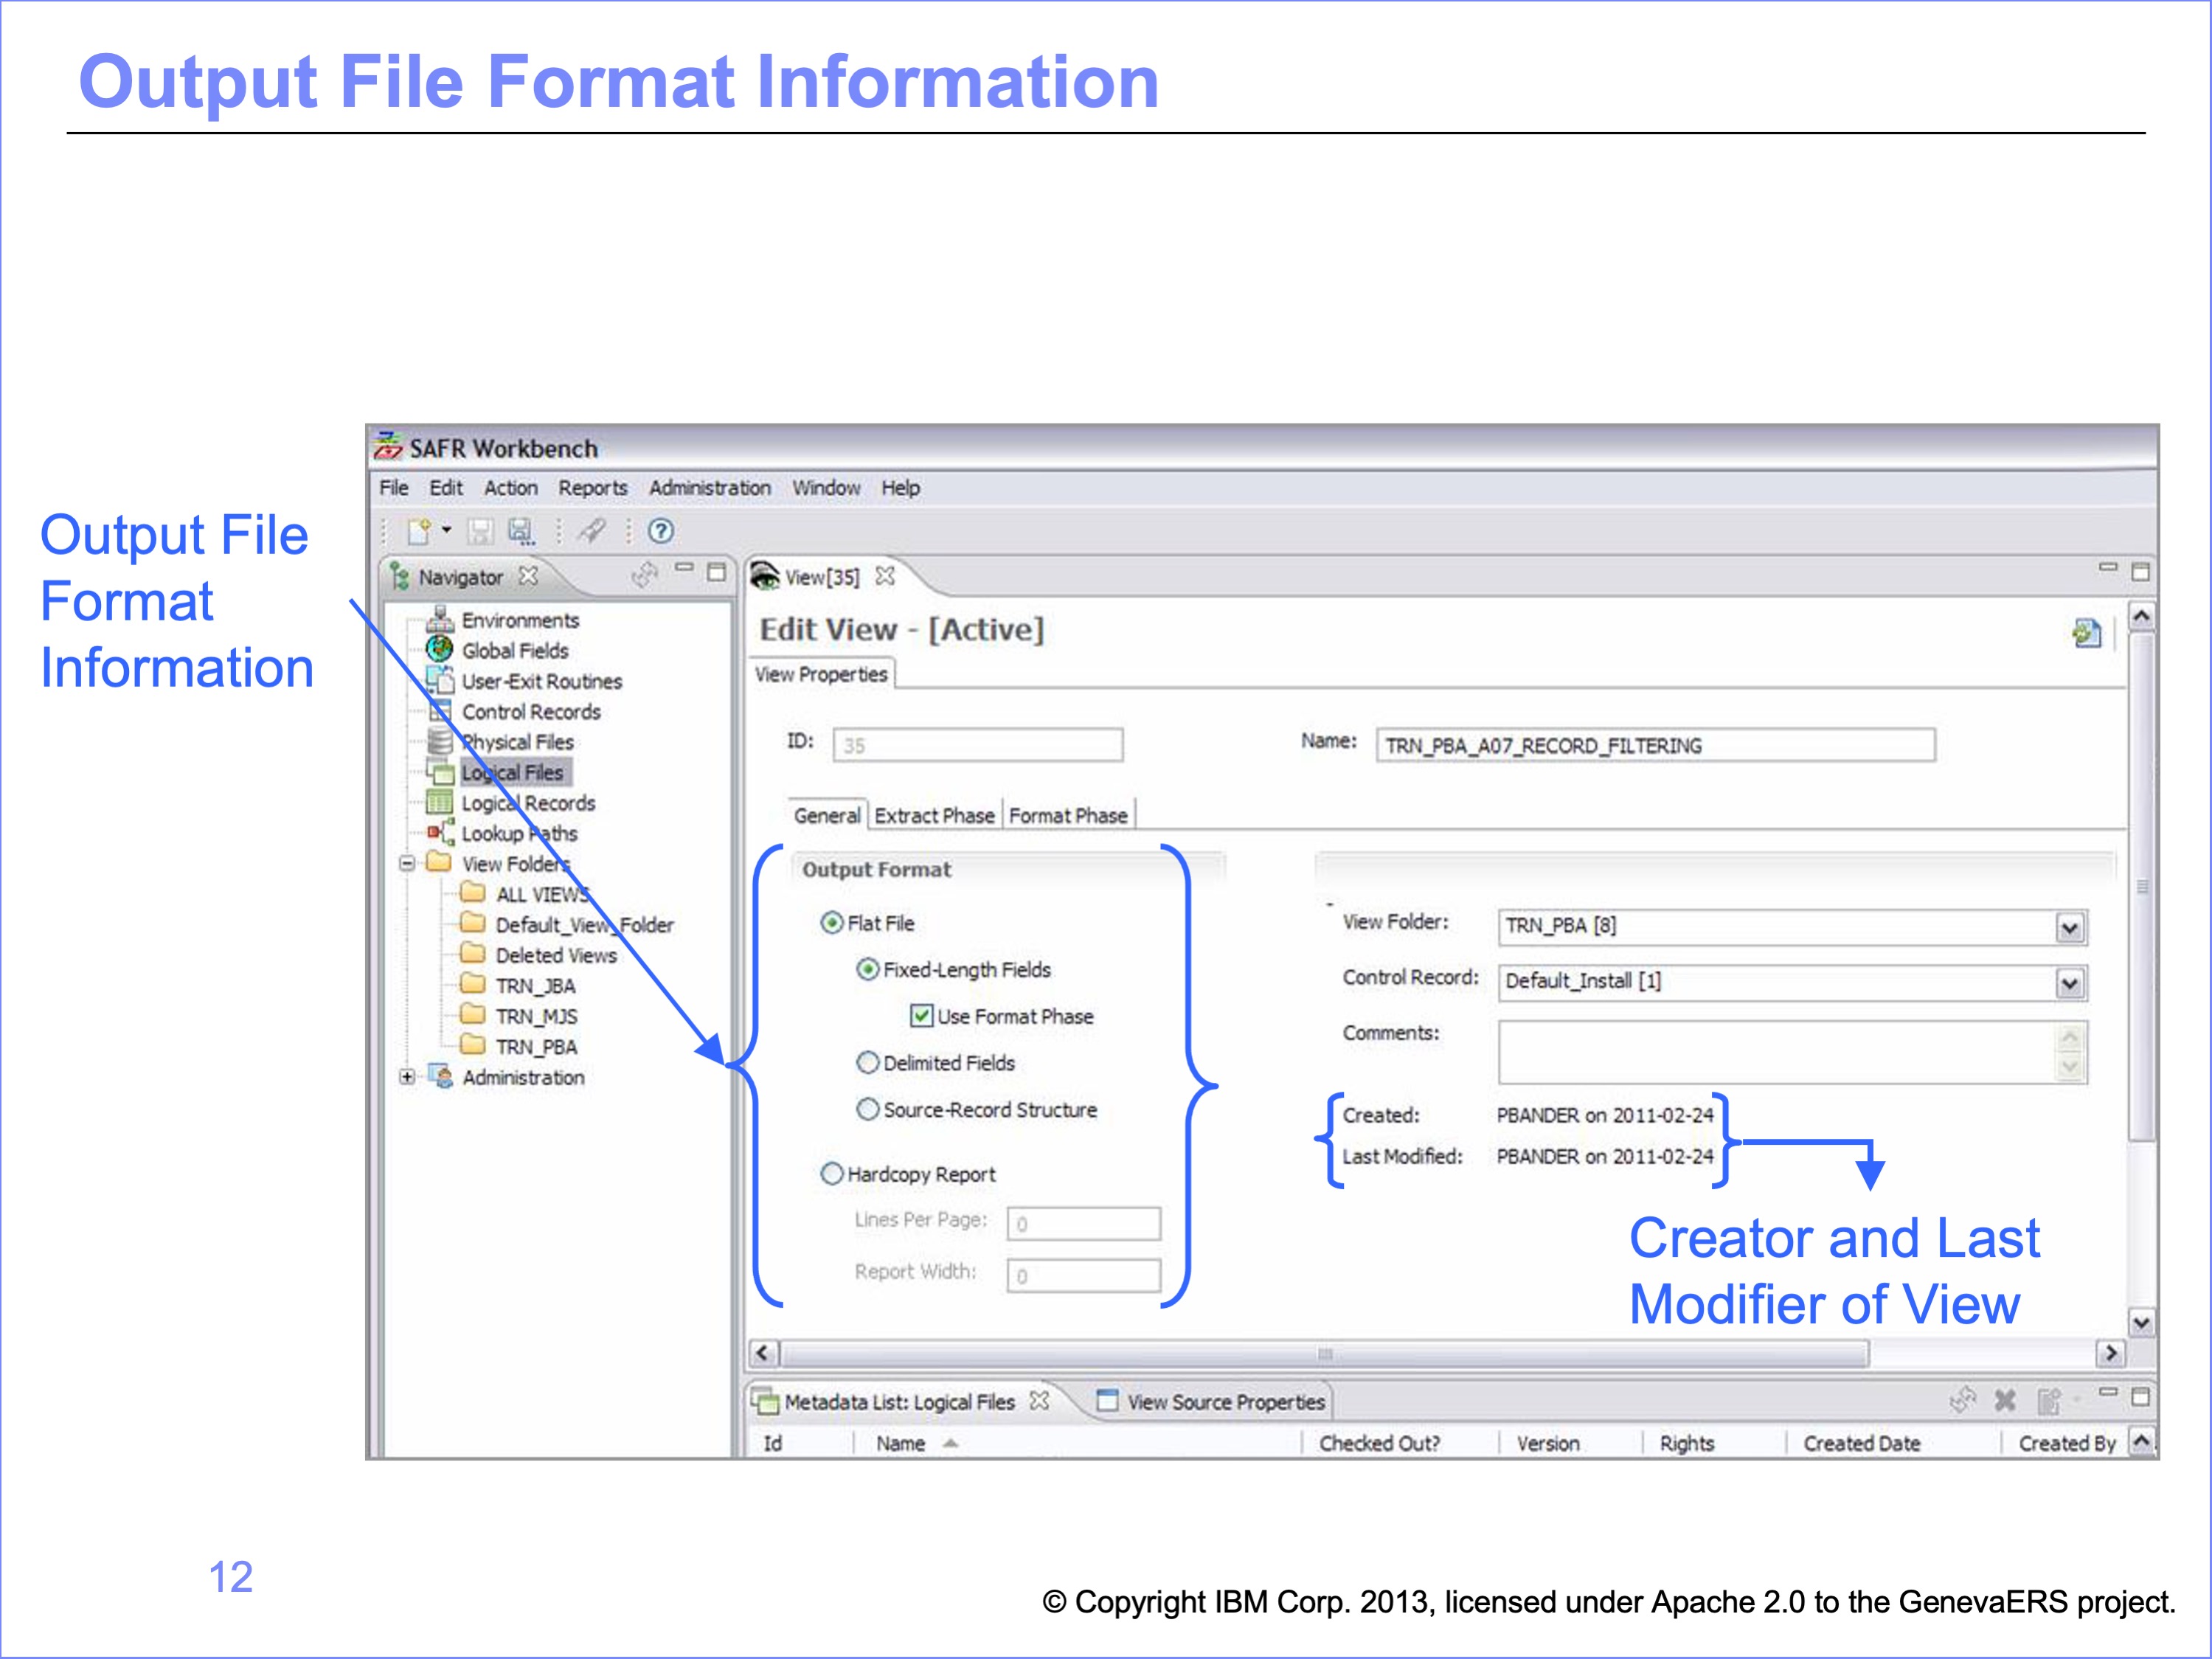 Output File Format Information
Output File
Format
Information
SAFR Workbench
File Edit Action Reports Administration Window Help
Navigator
Environments
Global Fields
User-Exit Routines
Control Records
Physical Files
Logical Files
Logical Records
Lookup Paths
View Folders
ALL VIEWS
Default_View_Folder
Deleted Views
TRN_JBA
TRN_MJS
TRN_PBA
Administration
View[35]
Edit View - [Active]
View Properties
ID: 35 Name: TRN_PBA_A07_RECORD_FILTERING
General Extract Phase Format Phase
Output Format
Flat File
Fixed-Length Fields
Use Format Phase
Delimited Fields
Source-Record Structure
Hardcopy Report
Lines Per Page: 0
Report Width: 0
View Folder: TRN_PBA [8]
Control Record: Default_Install [1]
Comments:
Created: PBANDER on 2011-02-24
Last Modified: PBANDER on 2011-02-24
Creator and Last
Modifier of View
Metadata List: Logical Files View Source Properties
Id Name Checked Out? Version Rights Created Date Created By
12
© Copyright IBM Corp. 2013, licensed under Apache 2.0 to the GenevaERS project.